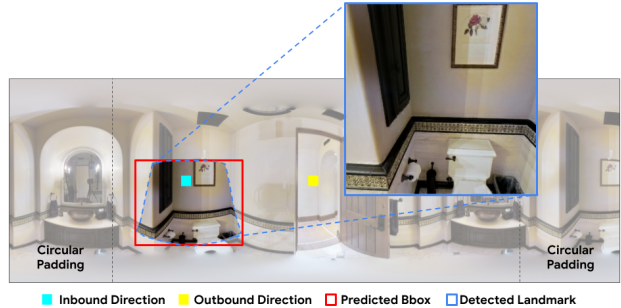 Circular
Padding
Circular
Padding
Inbound Direction
Outbound Direction
Predicted Bbox
Detected Landmark